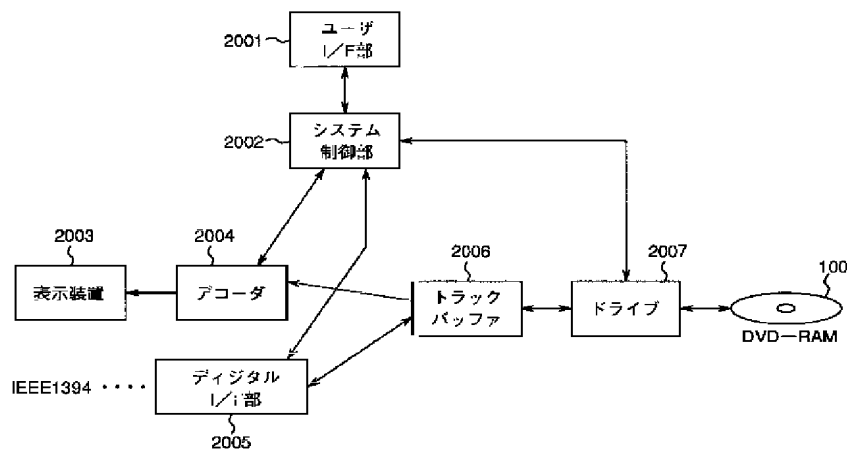 2001
ユーザ
I/F部
2002
システム
制御部
2003
2004
2006
2007
100
表示装置
デコーダ
トラック
バッファ
ドライブ
DVD-RAM
IEEE1394 ····
ディジタル
I/F部
2005